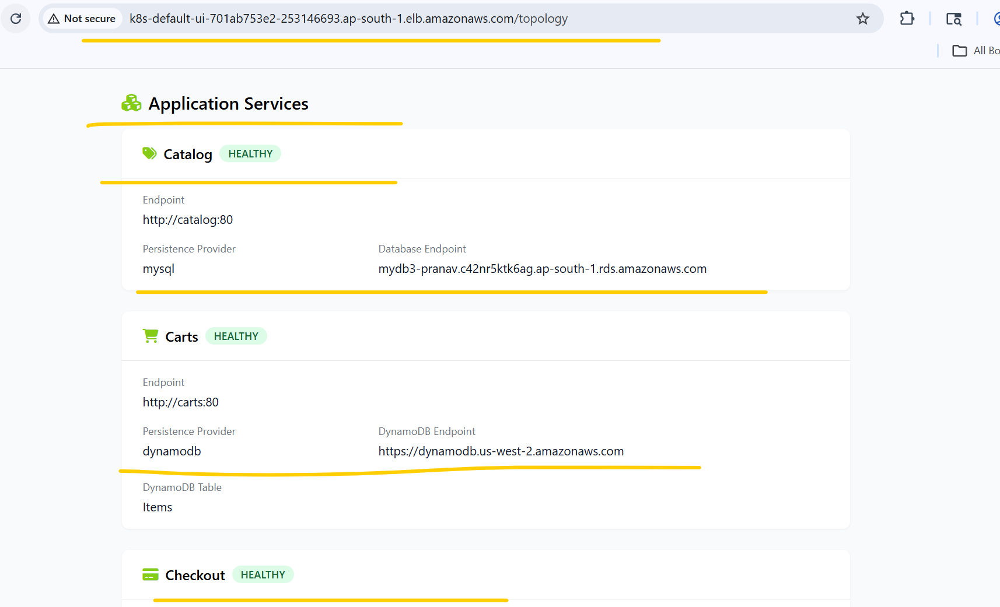 Not secure k8s-default-ui-701ab753e2-253146693.ap-south-1.elb.amazonaws.com/topology
All Bo
Application Services
Catalog HEALTHY
Endpoint
http://catalog:80
Persistence Provider Database Endpoint
mysql mydb3-pranav.c42nr5ktk6ag.ap-south-1.rds.amazonaws.com
Carts HEALTHY
Endpoint
http://carts:80
Persistence Provider DynamoDB Endpoint
dynamodb https://dynamodb.us-west-2.amazonaws.com
DynamoDB Table
Items
Checkout HEALTHY